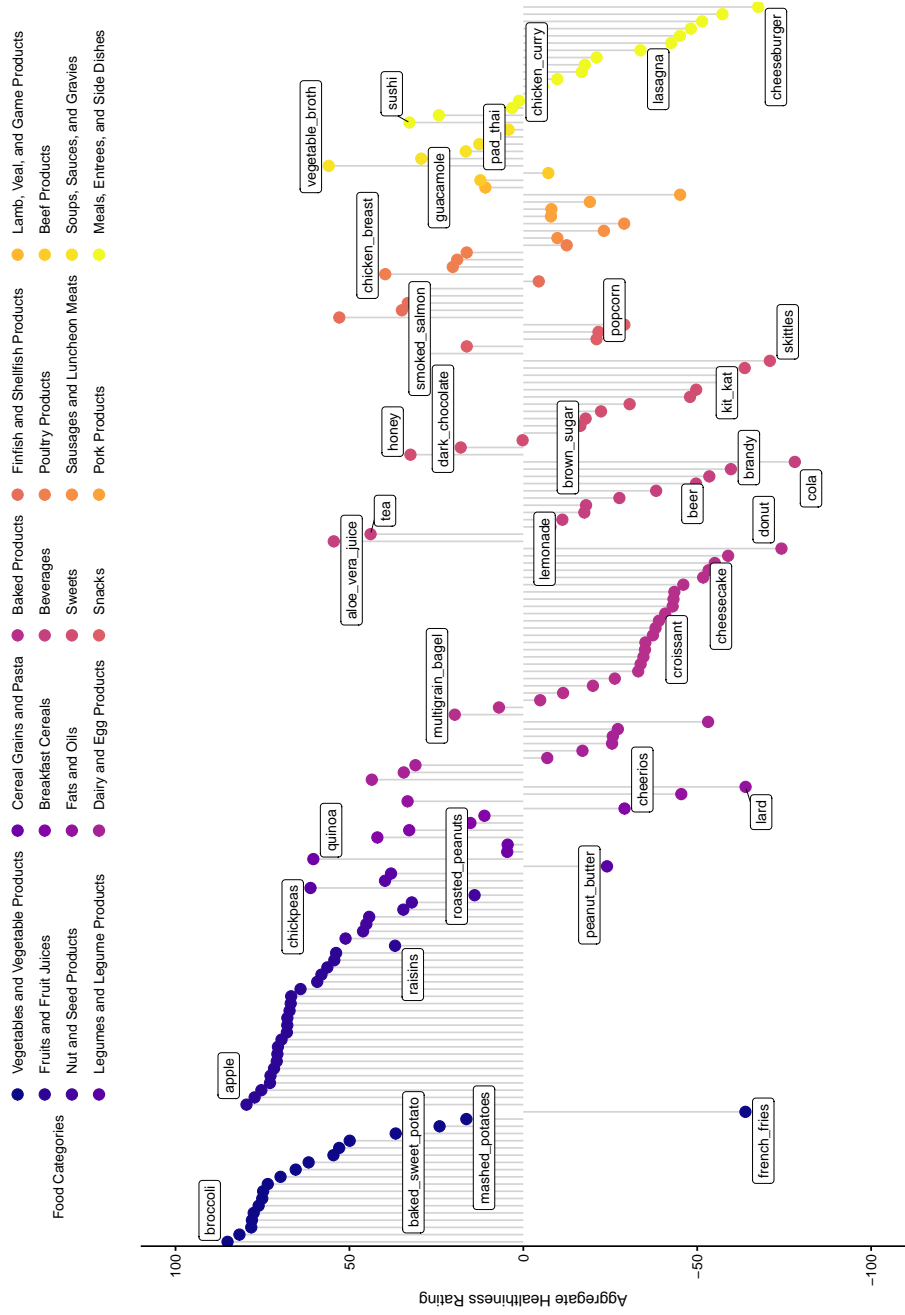 Food Categories
Vegetables and Vegetable Products
Fruits and Fruit Juices
Nut and Seed Products
Legumes and Legume Products
Cereal Grains and Pasta
Breakfast Cereals
Fats and Oils
Dairy and Egg Products
Baked Products
Beverages
Sweets
Snacks
Finfish and Shellfish Products
Poultry Products
Sausages and Luncheon Meats
Pork Products
Lamb, Veal, and Game Products
Beef Products
Soups, Sauces, and Gravies
Meals, Entrees, and Side Dishes
Aggregate Healthiness Rating
100
50
0
-50
-100
broccoli
baked_sweet_potato
mashed_potatoes
french_fries
apple
raisins
chickpeas
roasted_peanuts
peanut_butter
quinoa
cheerios
lard
multigrain_bagel
croissant
cheesecake
donut
aloe_vera_juice
tea
lemonade
beer
brandy
cola
honey
dark_chocolate
brown_sugar
kit_kat
skittles
smoked_salmon
popcorn
chicken_breast
guacamole
vegetable_broth
sushi
pad_thai
chicken_curry
lasagna
cheeseburger